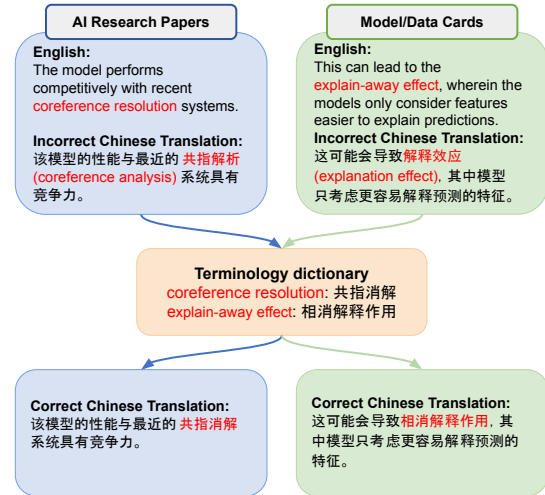 AI Research Papers
English:
The model performs
competitively with recent
coreference resolution
systems.
Incorrect Chinese Translation:
该模型的性能与最近的 共指解析
(coreference analysis) 系统具有
竞争力。
Model/Data Cards
English:
This can lead to the
explain-away effect, wherein the
models only consider features
easier to explain predictions.
Incorrect Chinese Translation:
这可能会导致解释效应
(explanation effect), 其中模型
只考虑更容易解释预测的特征。
Terminology dictionary
coreference resolution: 共指消解
explain-away effect: 相消解释作用
Correct Chinese Translation:
该模型的性能与最近的 共指消解
系统具有竞争力。
Correct Chinese Translation:
这可能会导致相消解释作用, 其
中模型只考虑更容易解释预测的
特征。